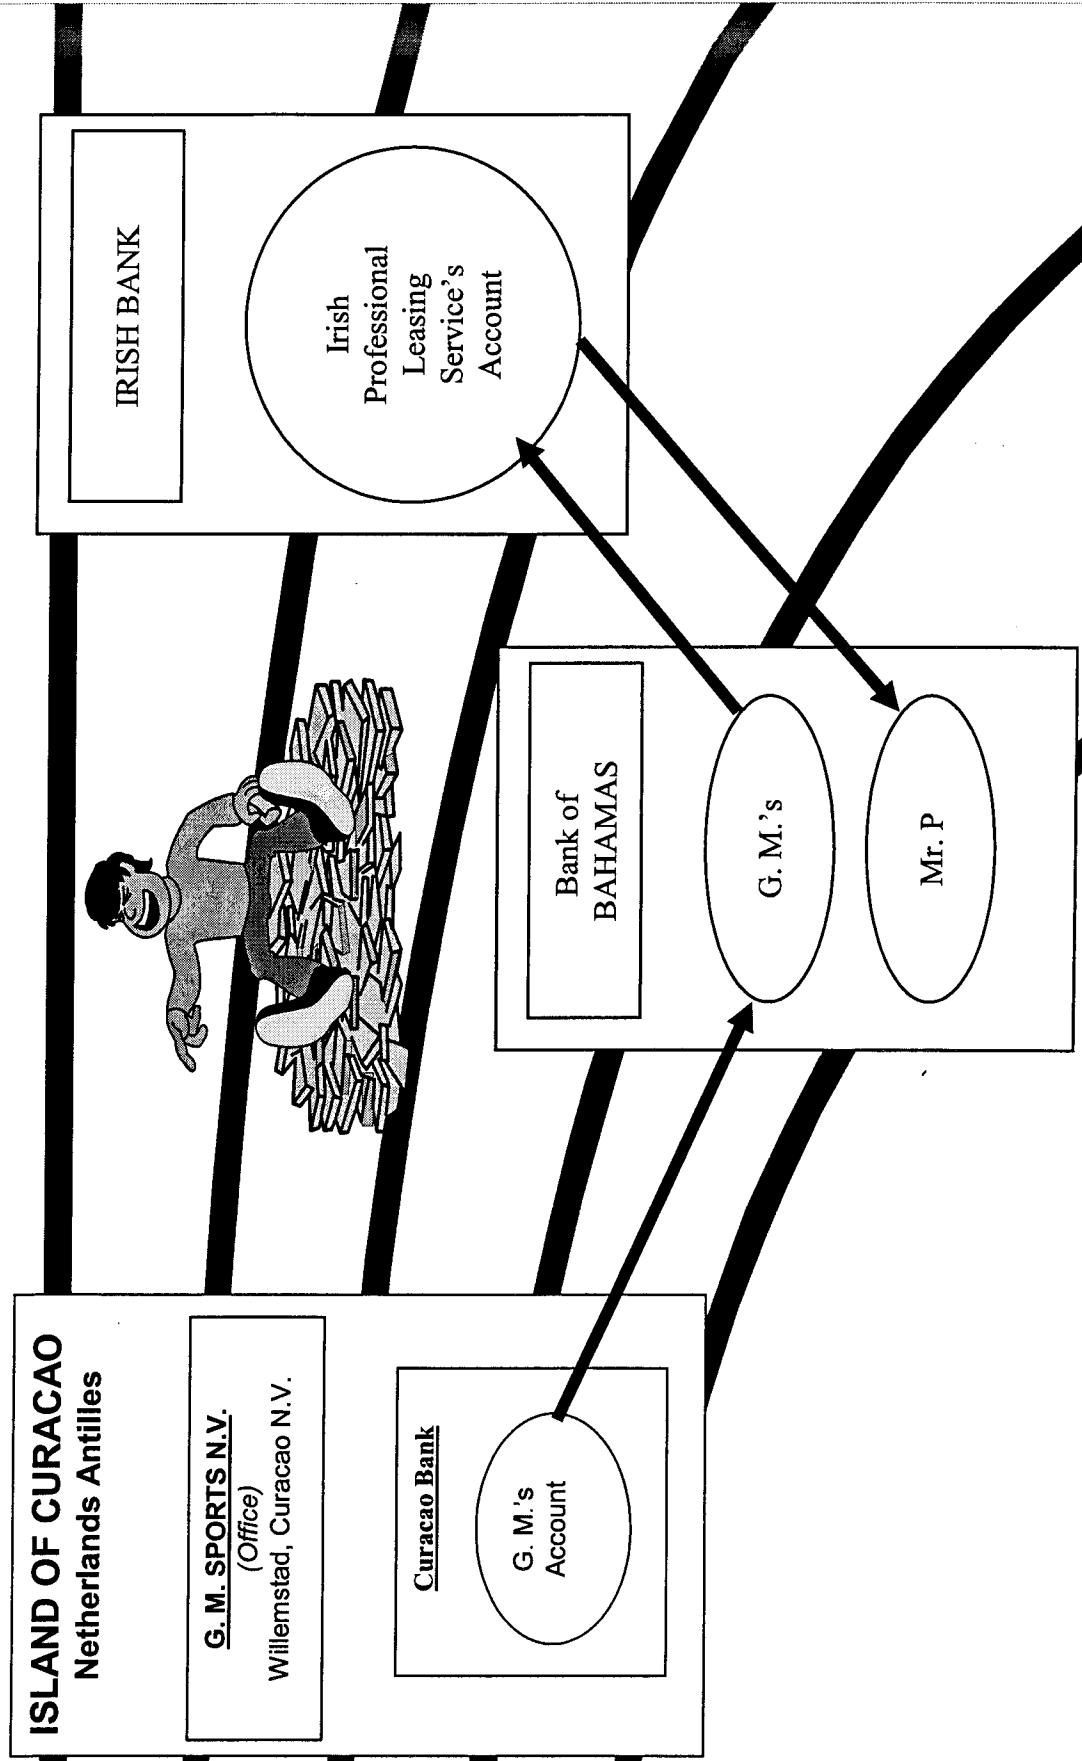 ISLAND OF CURACAO
Netherlands Antilles
G. M. SPORTS N.V.
(Office)
Willemstad, Curacao N.V.
Curacao Bank
G. M.'s
Account
Bank of
BAHAMAS
G. M.'s
Mr. P
IRISH BANK
Irish
Professional
Leasing
Service's
Account